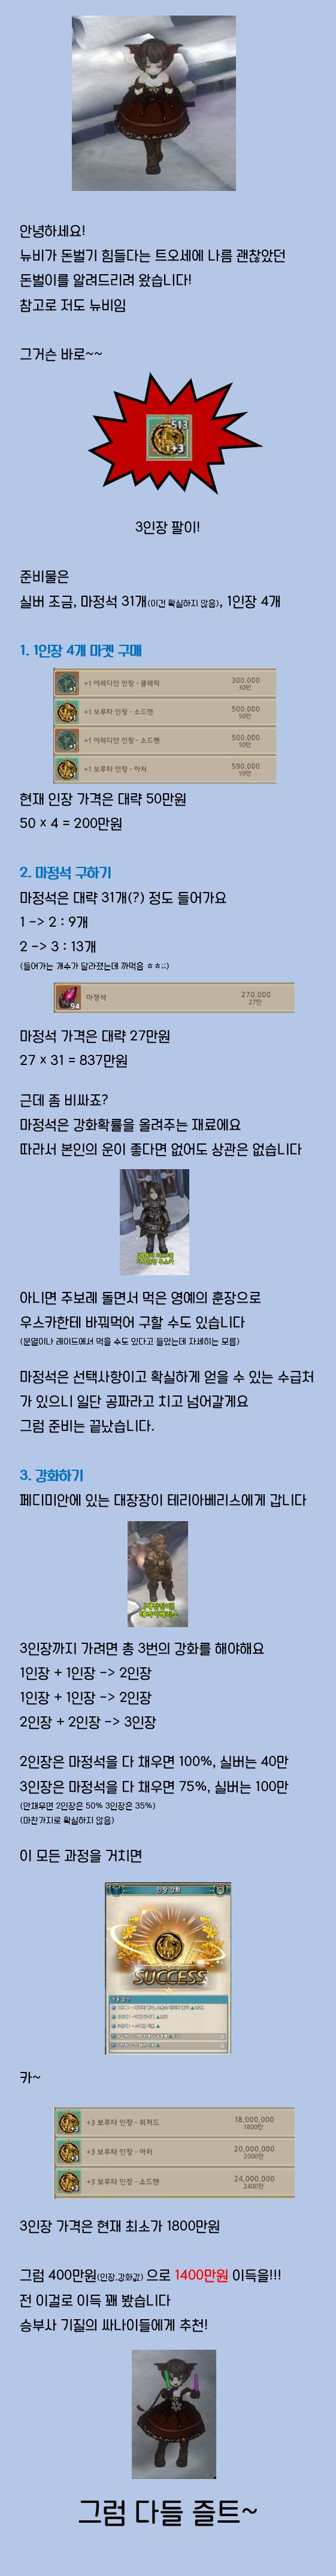 안녕하세요!
뉴비가 돈벌기 힘들다는 트오세에 나름 괜찮았던
돈벌이를 알려드리려 왔습니다!
참고로 저도 뉴비임
그거슨 바로~~
513
+3
3인장 팔이!
준비물은
실버 조금, 마정석 31개(이건 확실하지 않음), 1인장 4개
1. 1인장 4개 마켓 구매
+1 이레디안 인장 - 클레릭 300,000
30만
+1 보루타 인장 - 소드맨 500,000
50만
+1 이레디안 인장 - 소드맨 500,000
50만
+1 보루타 인장 - 아처 590,000
59만
현재 인장 가격은 대략 50만원
50 x 4 = 200만원
2. 마정석 구하기
마정석은 대략 31개(?) 정도 들어가요
1 -> 2 : 9개
2 -> 3 : 13개
(들어가는 개수가 달라졌는데 까먹음 ㅎㅎ;;)
94 마정석 270,000
27만
마정석 가격은 대략 27만원
27 x 31 = 837만원
근데 좀 비싸죠?
마정석은 강화확률을 올려주는 재료에요
따라서 본인의 운이 좋다면 없어도 상관은 없습니다
아니면 주보레 돌면서 먹은 영예의 훈장으로
우스카한테 바꿔먹어 구할 수도 있습니다
(분열이나 레이드에서 먹을 수도 있다고 들었는데 자세히는 모름)
마정석은 선택사항이고 확실하게 얻을 수 있는 수급처
가 있으니 일단 공짜라고 치고 넘어갈게요
그럼 준비는 끝났습니다.
3. 강화하기
페디미안에 있는 대장장이 테리아베리스에게 갑니다
[대장장이]
테리아베리스
3인장까지 가려면 총 3번의 강화를 해야해요
1인장 + 1인장 -> 2인장
1인장 + 1인장 -> 2인장
2인장 + 2인장 -> 3인장
2인장은 마정석을 다 채우면 100%, 실버는 40만
3인장은 마정석을 다 채우면 75%, 실버는 100만
(안채우면 2인장은 50% 3인장은 35%)
(마찬가지로 확실하지 않음)
이 모든 과정을 거치면
인장 강화
SUCCESS
카~
+3 보루타 인장 - 위저드 18,000,000
1800만
+3 보루타 인장 - 아처 20,000,000
2000만
+3 보루타 인장 - 소드맨 24,000,000
2400만
3인장 가격은 현재 최소가 1800만원
그럼 400만원(인장,강화값) 으로 1400만원 이득을!!!
전 이걸로 이득 꽤 봤습니다
승부사 기질의 싸나이들에게 추천!
그럼 다들 즐트~